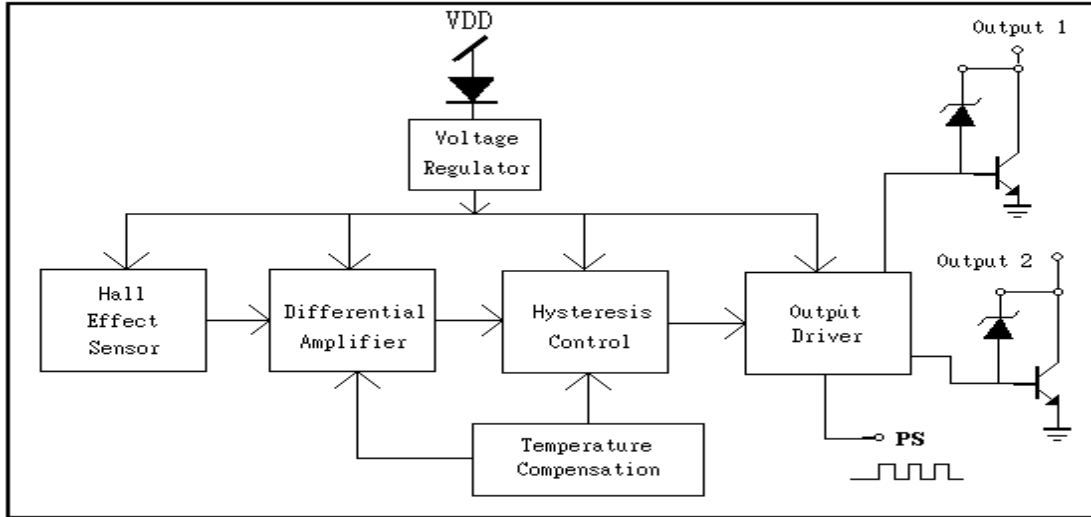 VDD
Output 1
Voltage
Regulator
Output 2
Hall
Effect
Sensor
Differential
Amplifier
Hysteresis
Control
Output
Driver
Temperature
Compensation
PS